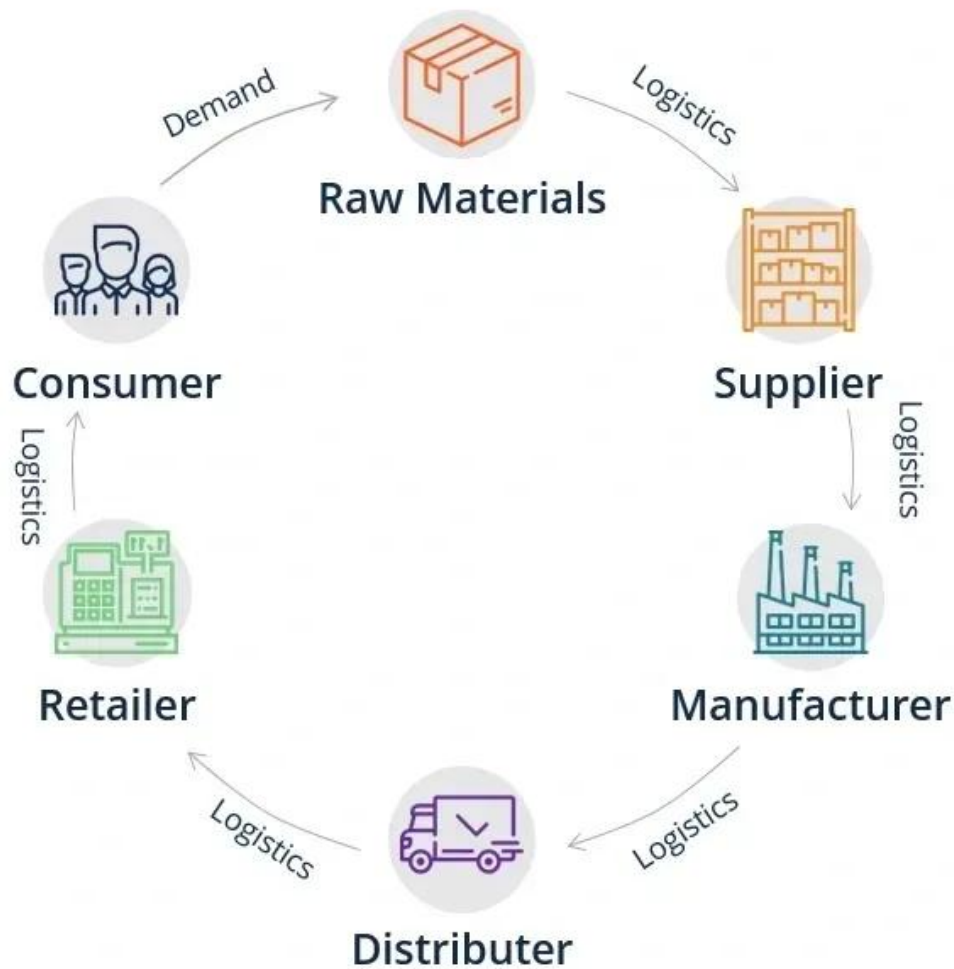 Raw Materials
Logistics
Supplier
Logistics
Manufacturer
Logistics
Distributer
Logistics
Retailer
Logistics
Consumer
Demand